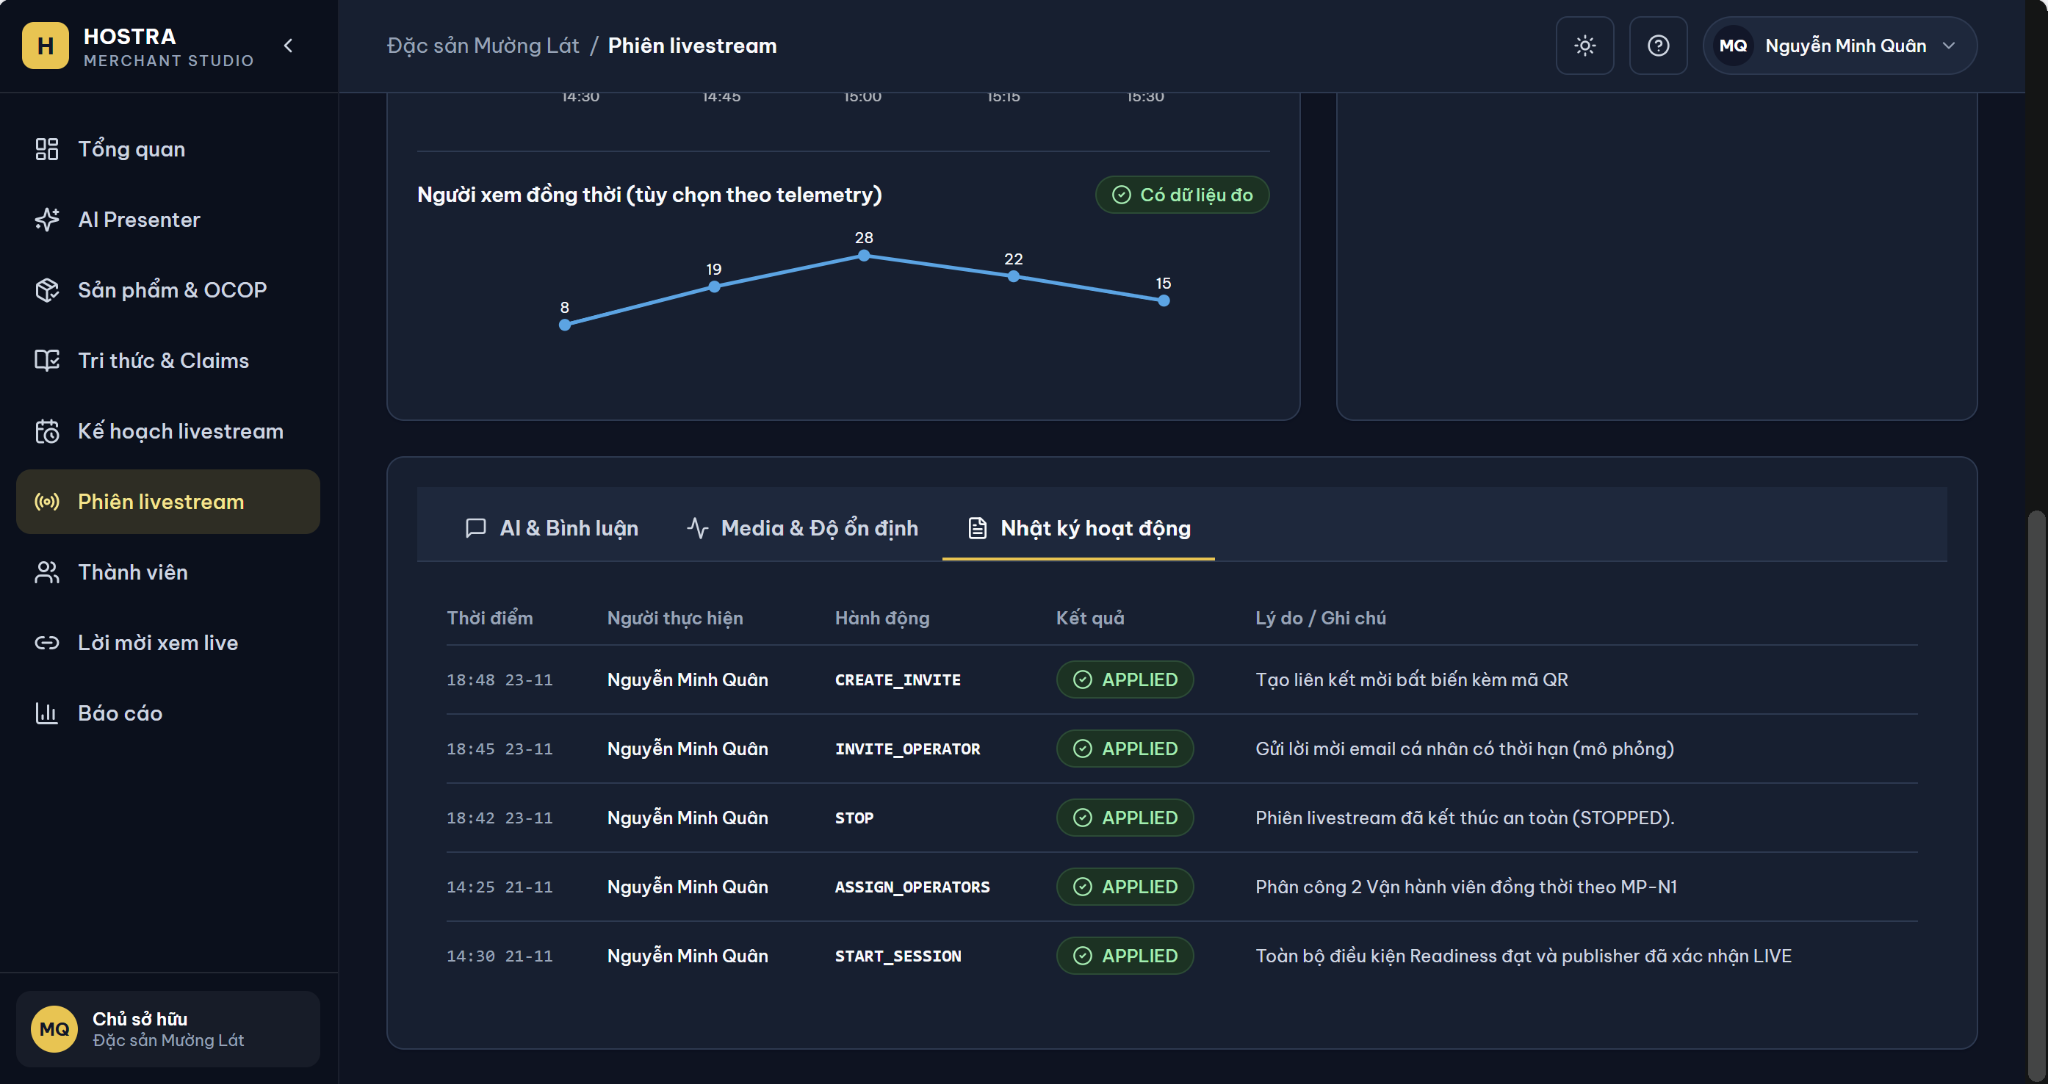 H
HOSTRA
MERCHANT STUDIO
Đặc sản Mường Lát / Phiên livestream
MQ Nguyễn Minh Quân
Tổng quan
AI Presenter
Sản phẩm & OCOP
Tri thức & Claims
Kế hoạch livestream
Phiên livestream
Thành viên
Lời mời xem live
Báo cáo
MQ
Chủ sở hữu
Đặc sản Mường Lát
14:30 14:45 15:00 15:15 15:30
Người xem đồng thời (tùy chọn theo telemetry)
Có dữ liệu đo
8 19 28 22 15
AI & Bình luận
Media & Độ ổn định
Nhật ký hoạt động
Thời điểm Người thực hiện Hành động Kết quả Lý do / Ghi chú
18:48 23-11 Nguyễn Minh Quân CREATE_INVITE APPLIED Tạo liên kết mời bất biến kèm mã QR
18:45 23-11 Nguyễn Minh Quân INVITE_OPERATOR APPLIED Gửi lời mời email cá nhân có thời hạn (mô phỏng)
18:42 23-11 Nguyễn Minh Quân STOP APPLIED Phiên livestream đã kết thúc an toàn (STOPPED).
14:25 21-11 Nguyễn Minh Quân ASSIGN_OPERATORS APPLIED Phân công 2 Vận hành viên đồng thời theo MP-N1
14:30 21-11 Nguyễn Minh Quân START_SESSION APPLIED Toàn bộ điều kiện Readiness đạt và publisher đã xác nhận LIVE